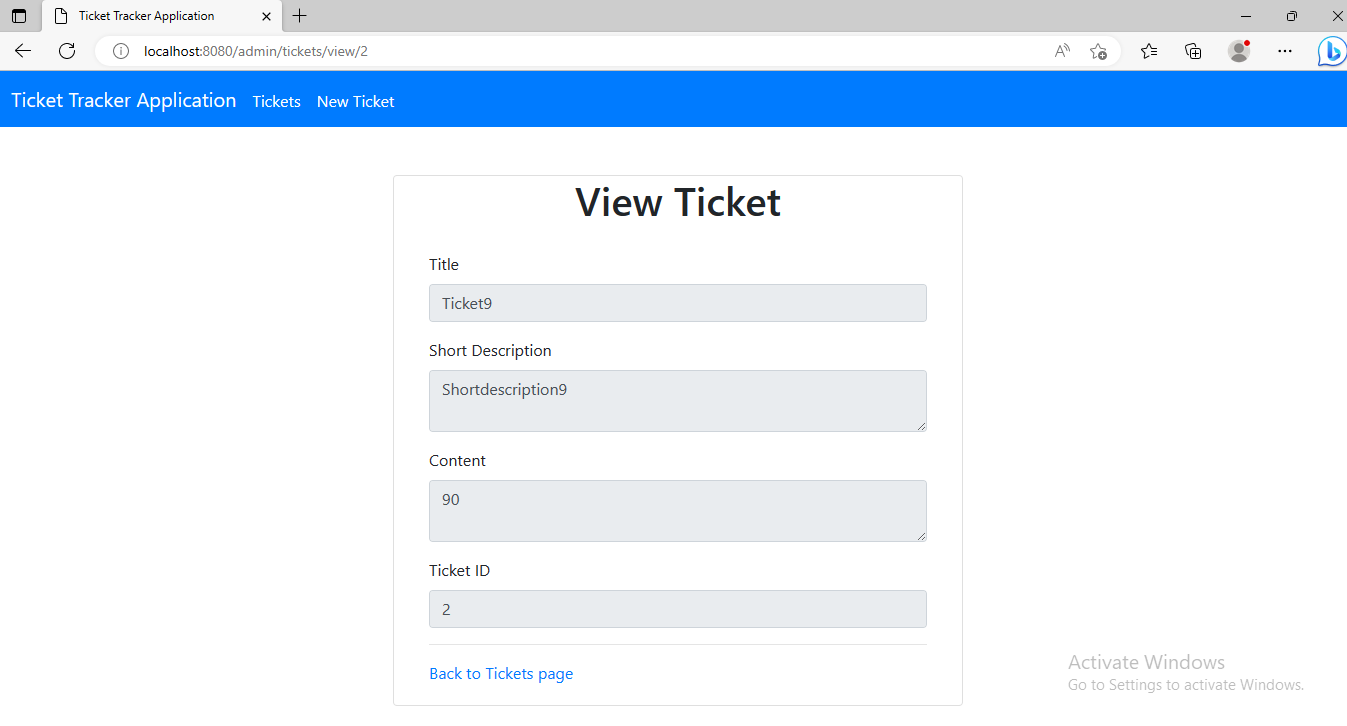 Ticket Tracker Application
localhost:8080/admin/tickets/view/2
Ticket Tracker Application Tickets New Ticket
View Ticket
Title
Ticket9
Short Description
Shortdescription9
Content
90
Ticket ID
2
Back to Tickets page
Activate Windows
Go to Settings to activate Windows.